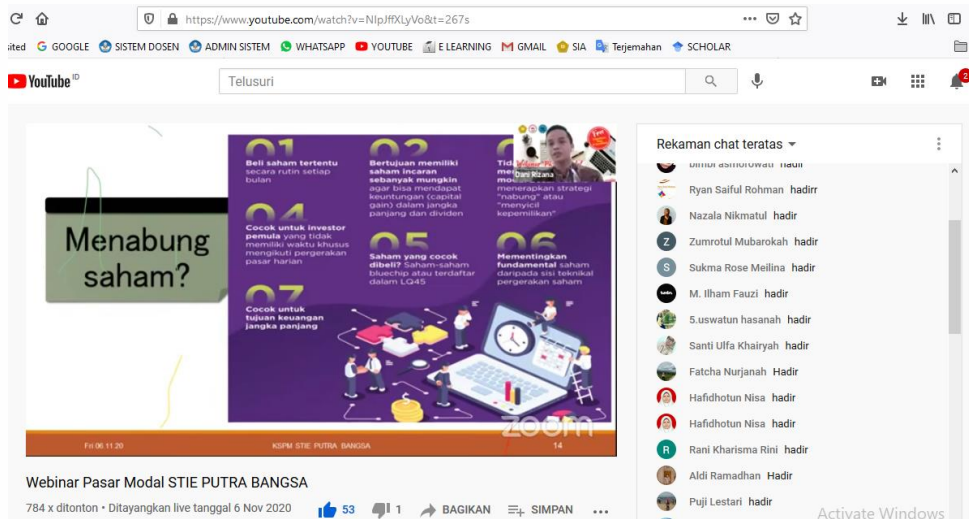 https://www.youtube.com/watch?v=NIpJffXLyVo&t=267s
GOOGLE SISTEM DOSEN ADMIN SISTEM WHATSAPP YOUTUBE E LEARNING GMAIL SIA Terjemahan SCHOLAR
YouTube ID
Telusuri
2
Menabung
saham?
01
Beli saham tertentu
secara rutin setiap
bulan
02
Bertujuan memiliki
saham incaran
sebanyak mungkin
agar bisa mendapat
keuntungan (capital
gain) dalam jangka
panjang dan dividen
menerapkan strategi
"nabung" atau
"menyicil
kepemilikan"
Dani Rizana
04
Cocok untuk investor
pemula yang tidak
memiliki waktu khusus
mengikuti pergerakan
pasar harian
05
Saham yang cocok
dibeli? Saham-saham
bluechip atau terdaftar
dalam LQ45
06
Mementingkan
fundamental saham
daripada sisi teknikal
pergerakan saham
07
Cocok untuk
tujuan keuangan
jangka panjang
zoom
Fri 06.11.20 KSPM STIE PUTRA BANGSA 14
Webinar Pasar Modal STIE PUTRA BANGSA
784 x ditonton • Ditayangkan live tanggal 6 Nov 2020
53 1 BAGIKAN SIMPAN
Rekaman chat teratas
Ryan Saiful Rohman hadirr
Nazala Nikmatul hadir
Z Zumrotul Mubarokah hadir
S Sukma Rose Meilina hadir
M. Ilham Fauzi hadir
5.uswatun hasanah hadir
Santi Ulfa Khairyah hadir
Fatcha Nurjanah Hadir
Hafidhotun Nisa hadir
Hafidhotun Nisa hadir
R Rani Kharisma Rini hadir
Aldi Ramadhan Hadir
Puji Lestari hadir
Activate Windows